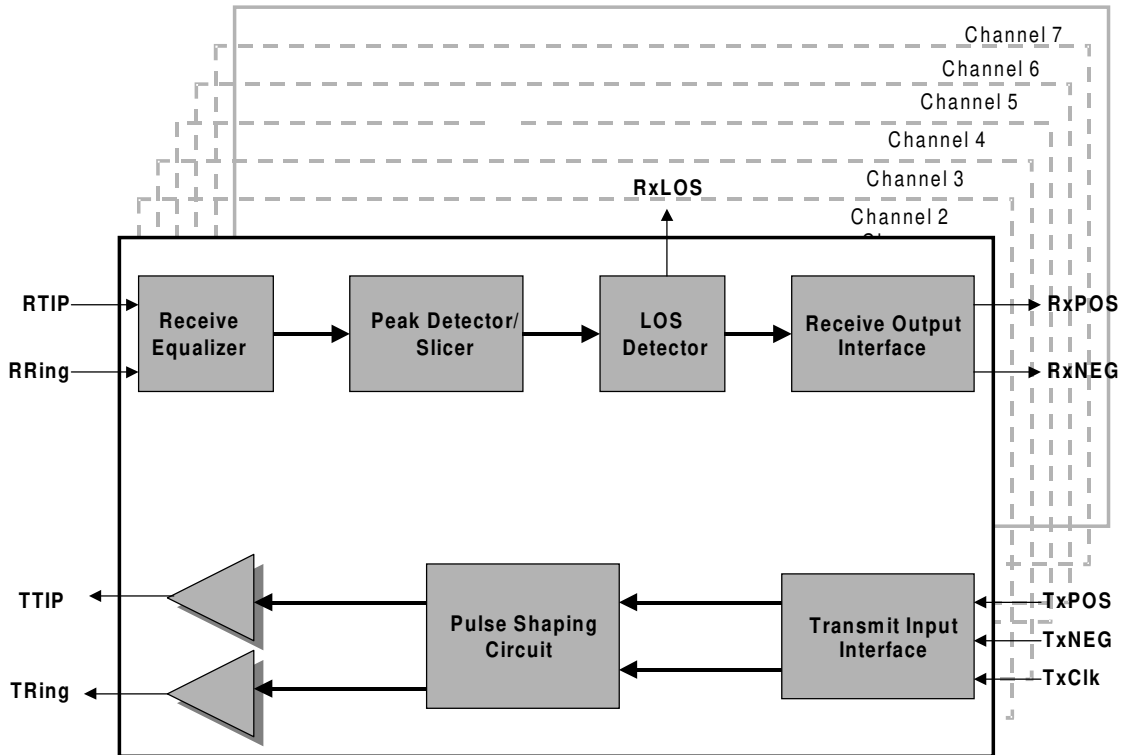 Channel 7
Channel 6
Channel 5
Channel 4
Channel 3
Channel 2
RxLOS
RTIP
RRing
Receive
Equalizer
Peak Detector/
Slicer
LOS
Detector
Receive Output
Interface
RxPOS
RxNEG
TTIP
TRing
Pulse Shaping
Circuit
Transmit Input
Interface
TxPOS
TxNEG
TxClk